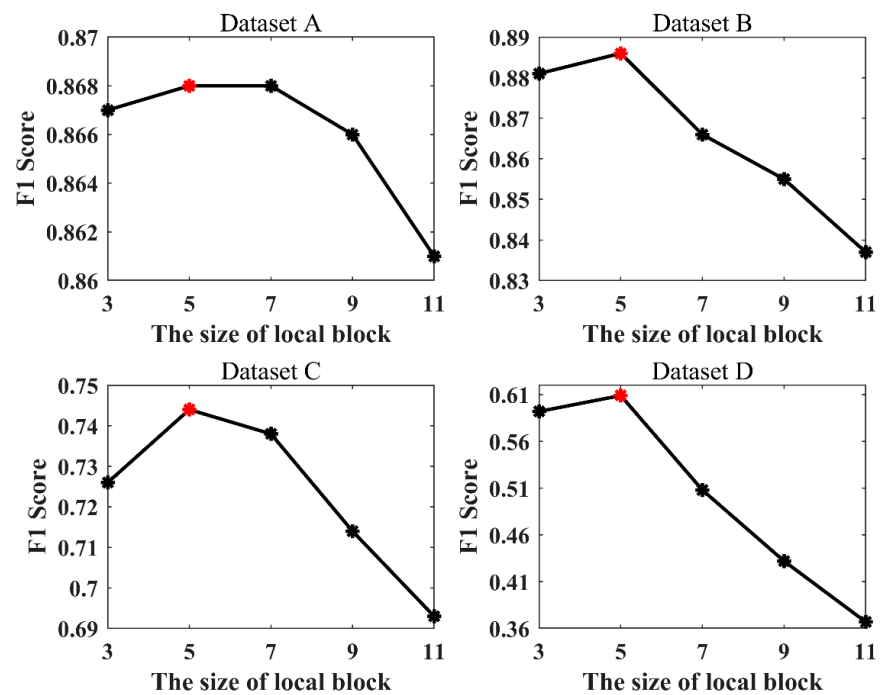 Dataset A
0.87
0.868
0.866
0.864
0.862
0.86
F1 Score
3 5 7 9 11
The size of local block
Dataset B
0.89
0.88
0.87
0.86
0.85
0.84
0.83
F1 Score
3 5 7 9 11
The size of local block
Dataset C
0.75
0.74
0.73
0.72
0.71
0.7
0.69
F1 Score
3 5 7 9 11
The size of local block
Dataset D
0.61
0.56
0.51
0.46
0.41
0.36
F1 Score
3 5 7 9 11
The size of local block